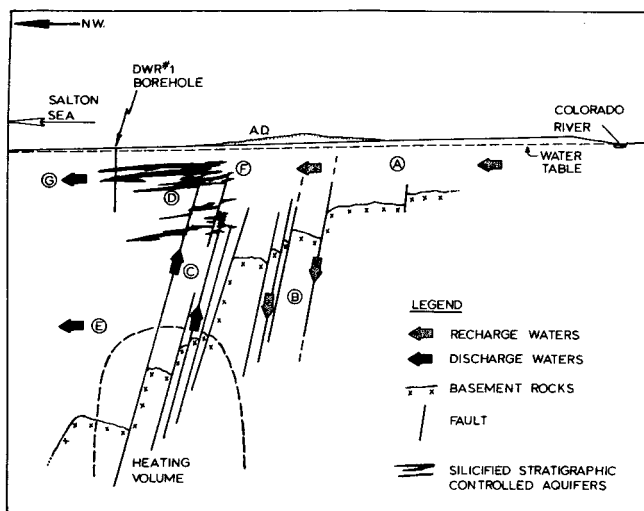 NW.
DWR#1
BOREHOLE
SALTON
SEA
A.D.
COLORADO
RIVER
WATER
TABLE
G
F
A
D
C
B
E
HEATING
VOLUME
LEGEND
RECHARGE WATERS
DISCHARGE WATERS
BASEMENT ROCKS
FAULT
SILICIFIED STRATIGRAPHIC
CONTROLLED AQUIFERS